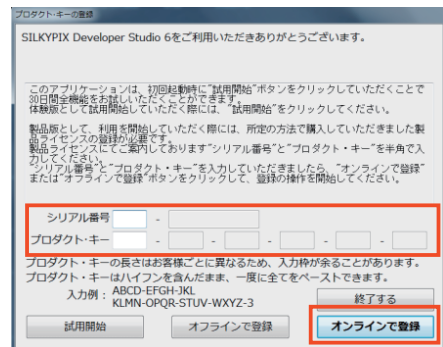 プロダクト・キーの登録
SILKYPIX Developer Studio 6をご利用いただきありがとうございます。
このアプリケーションは、初回起動時に"試用開始"ボタンをクリックしていただくことで
30日間全機能をお試しいただくことができます。
体験版として試用開始していただく際には、"試用開始"をクリックしてください。
製品版として、利用を開始していただく際には、所定の方法で購入していただきました製
品ライセンスの登録が必要です。
製品ライセンスにてご案内しております"シリアル番号"と"プロダクト・キー"を半角で入
力してください。
"シリアル番号"と"プロダクト・キー"を入力していただきましたら、"オンラインで登録"
または"オフラインで登録"ボタンをクリックして、登録の操作を開始してください。
シリアル番号 -
プロダクト・キー - - - - - -
プロダクト・キーの長さはお客様ごとに異なるため、入力枠が余ることがあります。
プロダクト・キーはハイフンを含んだまま、一度に全てをペーストできます。
入力例： ABCD-EFGH-JKL
KLMN-OPQR-STUV-WXYZ-3
終了する
試用開始 オフラインで登録 オンラインで登録